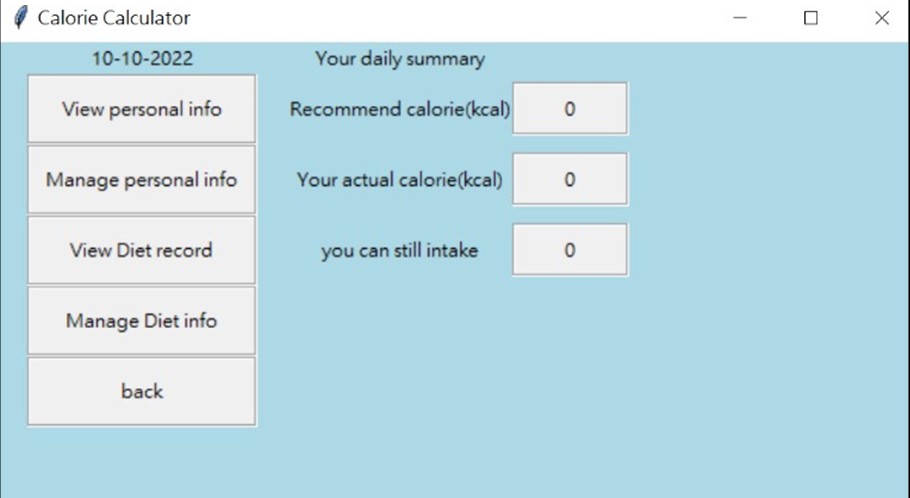 Calorie Calculator
10-10-2022
Your daily summary
View personal info
Recommend calorie(kcal)
0
Manage personal info
Your actual calorie(kcal)
0
View Diet record
you can still intake
0
Manage Diet info
back